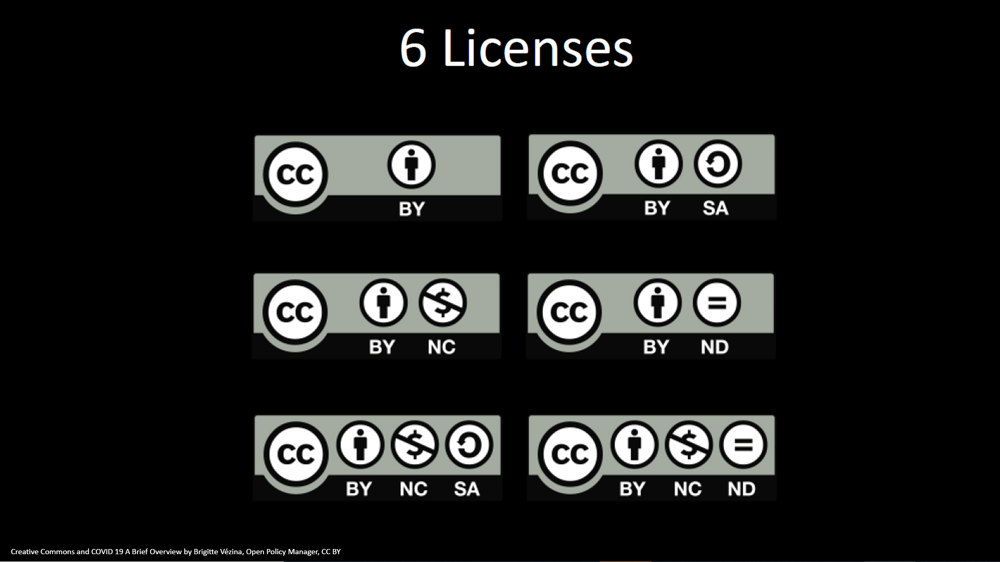 6 Licenses
CC BY
CC BY SA
CC BY NC
CC BY ND
CC BY NC SA
CC BY NC ND
Creative Commons and COVID 19 A Brief Overview by Brigitte Vézina, Open Policy Manager, CC BY